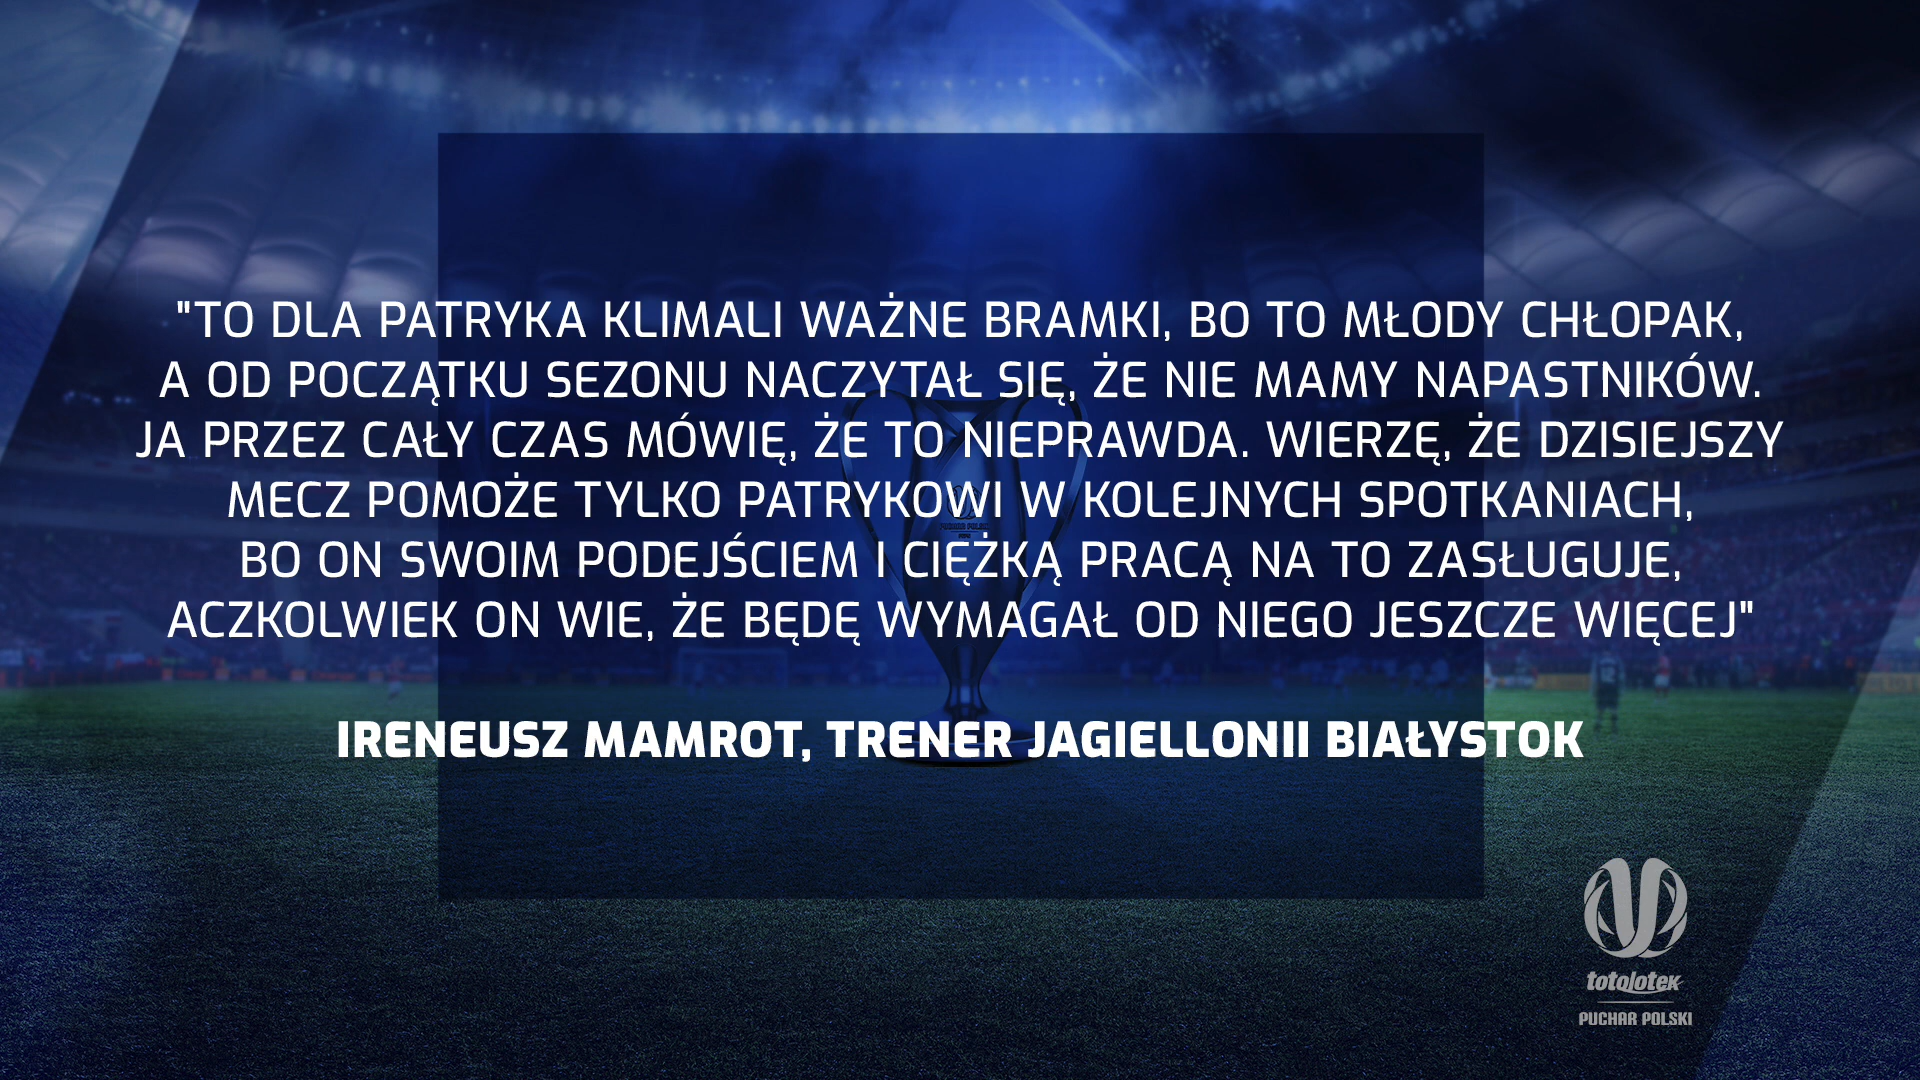 "TO DLA PATRYKA KLIMALI WAŻNE BRAMKI, BO TO MŁODY CHŁOPAK,
A OD POCZĄTKU SEZONU NACZYTAŁ SIĘ, ŻE NIE MAMY NAPASTNIKÓW.
JA PRZEZ CAŁY CZAS MÓWIĘ, ŻE TO NIEPRAWDA. WIERZĘ, ŻE DZISIEJSZY
MECZ POMOŻE TYLKO PATRYKOWI W KOLEJNYCH SPOTKANIACH,
BO ON SWOIM PODEJŚCIEM I CIĘŻKĄ PRACĄ NA TO ZASŁUGUJE,
ACZKOLWIEK ON WIE, ŻE BĘDĘ WYMAGAŁ OD NIEGO JESZCZE WIĘCEJ"
IRENEUSZ MAMROT, TRENER JAGIELLONII BIAŁYSTOK
totolotek
PUCHAR POLSKI